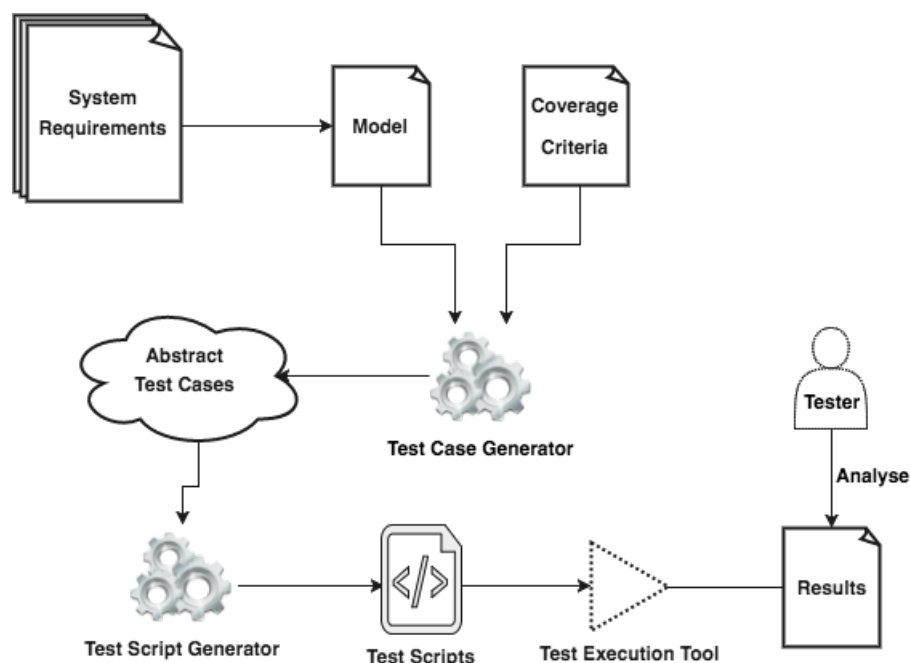 System
Requirements
Model
Coverage
Criteria
Abstract
Test Cases
Test Case Generator
Tester
Analyse
Test Script Generator
</>
Test Scripts
Test Execution Tool
Results